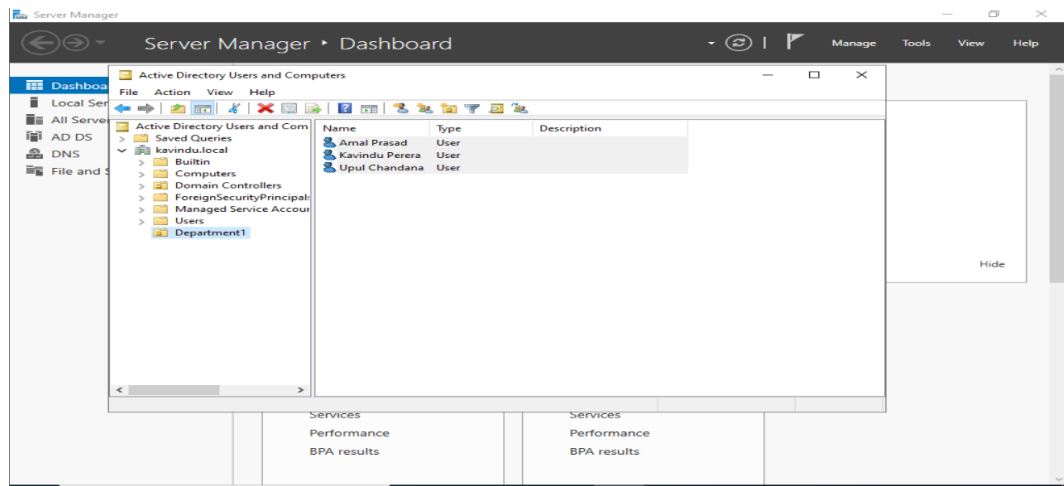 Server Manager
Server Manager • Dashboard
Manage Tools View Help
Dashboa
Local Ser
All Server
AD DS
DNS
File and S
Active Directory Users and Computers
File Action View Help
Active Directory Users and Com
Saved Queries
kavindu.local
Builtin
Computers
Domain Controllers
ForeignSecurityPrincipals
Managed Service Accour
Users
Department1
Name Type Description
Amal Prasad User
Kavindu Perera User
Upul Chandana User
Hide
Services Services
Performance Performance
BPA results BPA results